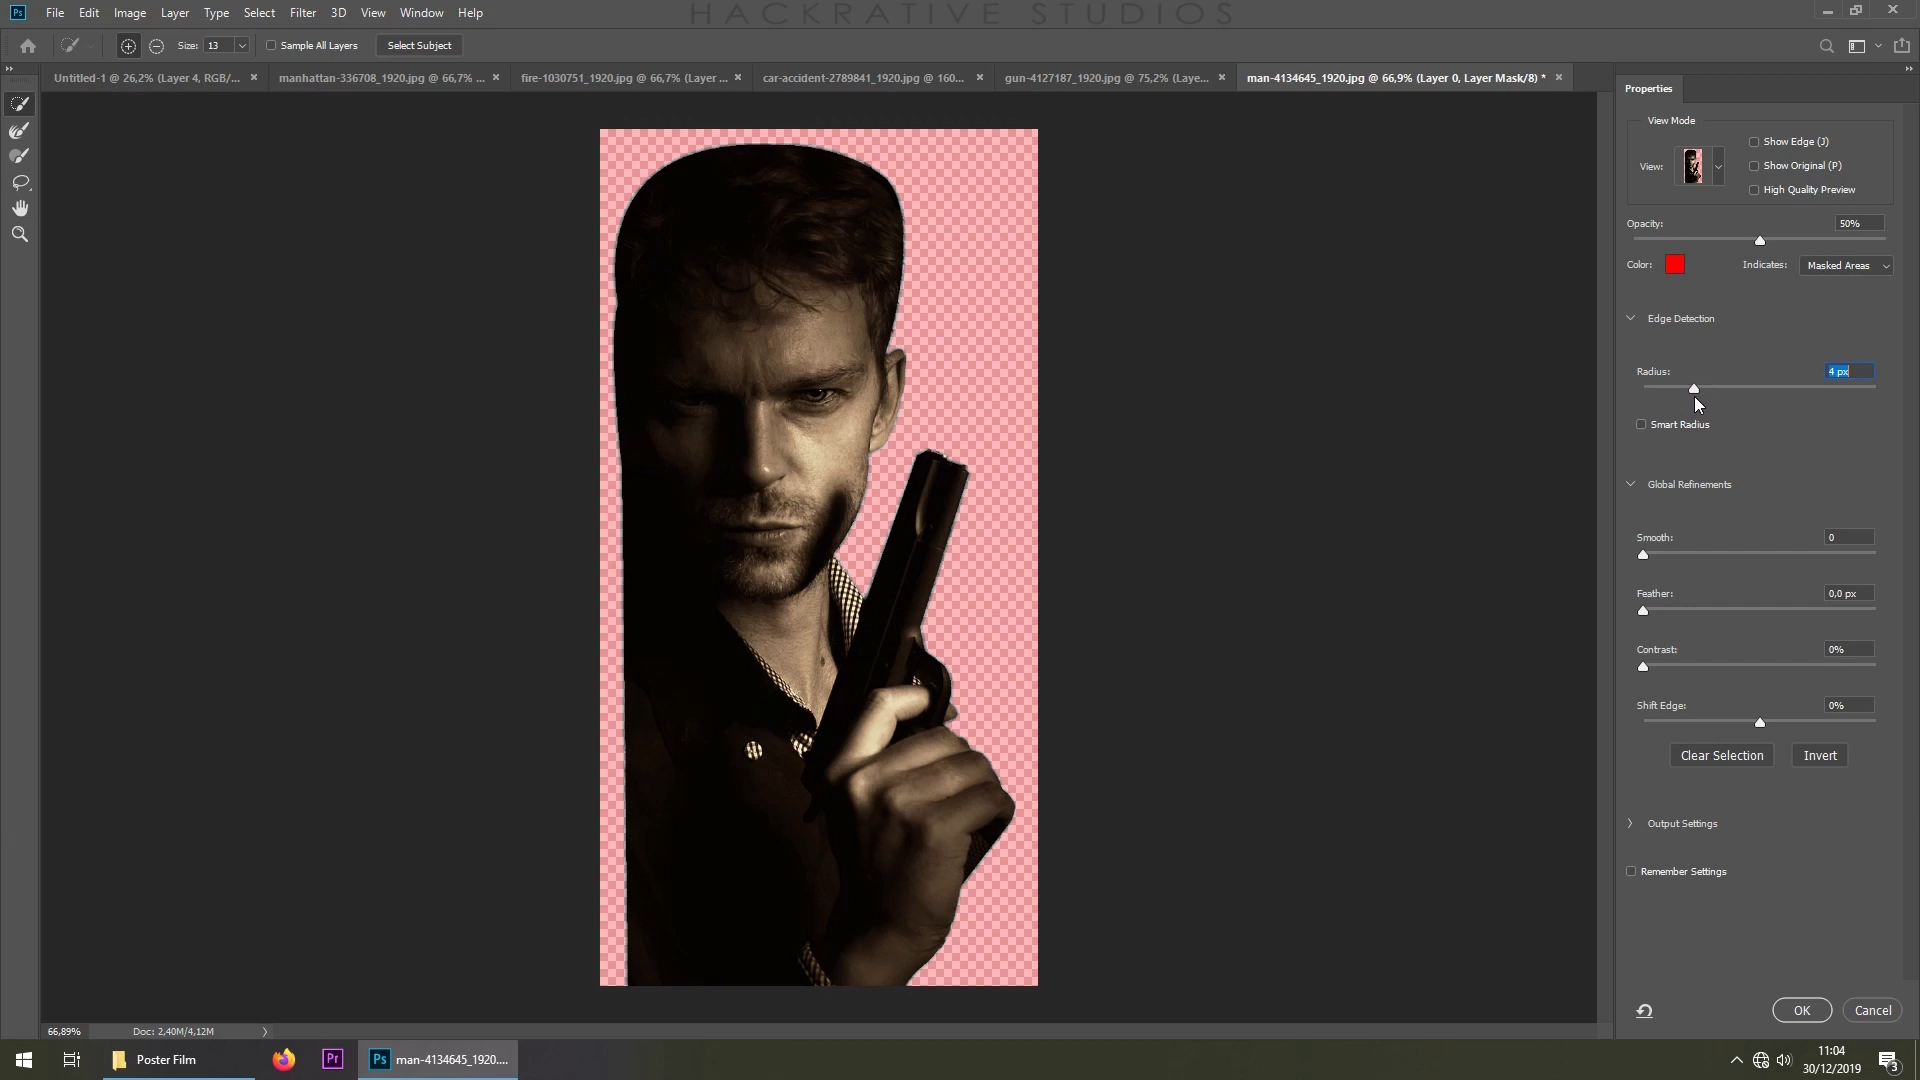 HACKRATIVE STUDIOS
Ps File Edit Image Layer Type Select Filter 3D View Window Help
Size: 13 Sample All Layers Select Subject
Untitled-1 @ 26,2% (Layer 4, RGB/... manhattan-336708_1920.jpg @ 66,7% ... fire-1030751_1920.jpg @ 66,7% (Layer ... car-accident-2789841_1920.jpg @ 160... gun-4127187_1920.jpg @ 75,2% (Laye... man-4134645_1920.jpg @ 66,9% (Layer 0, Layer Mask/8) *
Properties
View Mode
Show Edge (J)
View:
Show Original (P)
High Quality Preview
Opacity: 50%
Color: Indicates: Masked Areas
Edge Detection
Radius: 4 px
Smart Radius
Global Refinements
Smooth: 0
Feather: 0,0 px
Contrast: 0%
Shift Edge: 0%
Clear Selection Invert
Output Settings
Remember Settings
OK Cancel
66,89% Doc: 2,40M/4,12M
Poster Film Pr Ps man-4134645_1920....
11:04
30/12/2019
3